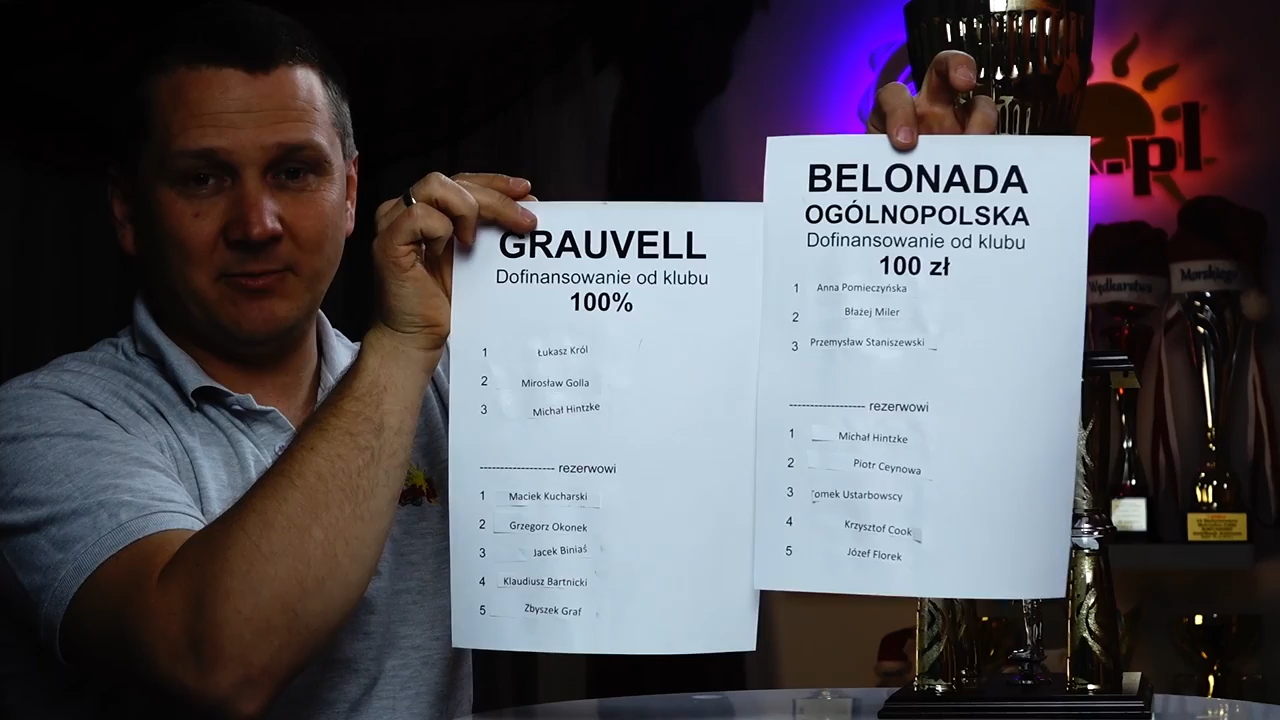 GRAUVELL
Dofinansowanie od klubu
100%
1 Łukasz Król
2 Mirosław Golla
3 Michał Hintzke
------------------ rezerwowi
1 Maciek Kucharski
2 Grzegorz Okonek
3 Jacek Biniaś
4 Klaudiusz Bartnicki
5 Zbyszek Graf
BELONADA
OGÓLNOPOLSKA
Dofinansowanie od klubu
100 zł
1 Anna Pomieczyńska
2 Błażej Miler
3 Przemysław Staniszewski
------------------ rezerwowi
1 Michał Hintzke
2 Piotr Ceynowa
3 Tomek Ustarbowscy
4 Krzysztof Cook
5 Józef Florek
.pl
Wędkarstwa
Morskiego